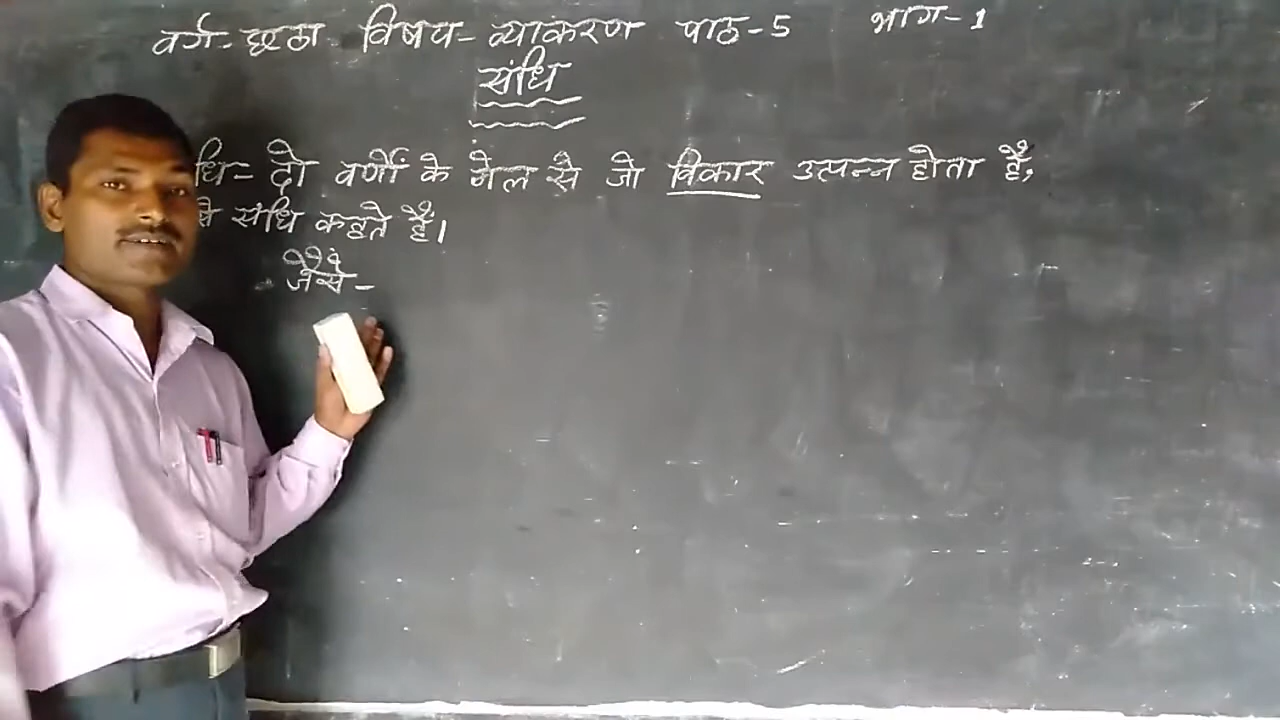 वर्ग- छठा विषय- व्याकरण पाठ-5 भाग-1
संधि
धि- दो वर्णों के मेल से जो विकार उत्पन्न होता है,
से संधि कहते हैं।
जैसे-